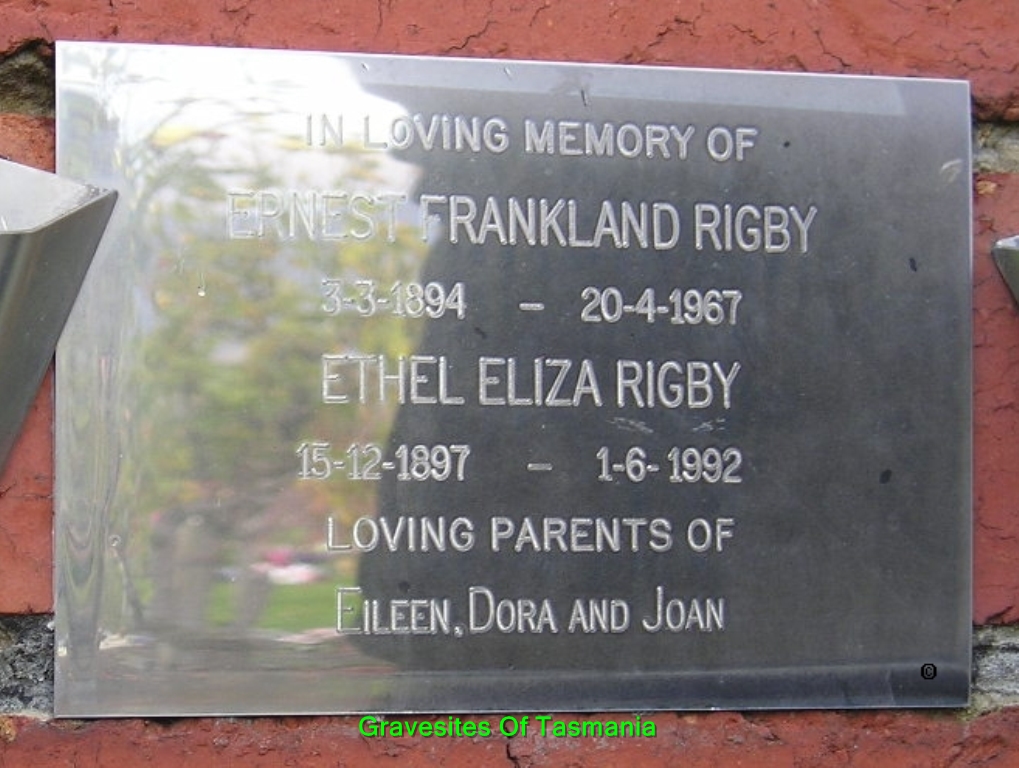 IN LOVING MEMORY OF
ERNEST FRANKLAND RIGBY
3-3-1894 – 20-4-1967
ETHEL ELIZA RIGBY
15-12-1897 – 1-6-1992
LOVING PARENTS OF
EILEEN, DORA AND JOAN
©
Gravesites Of Tasmania